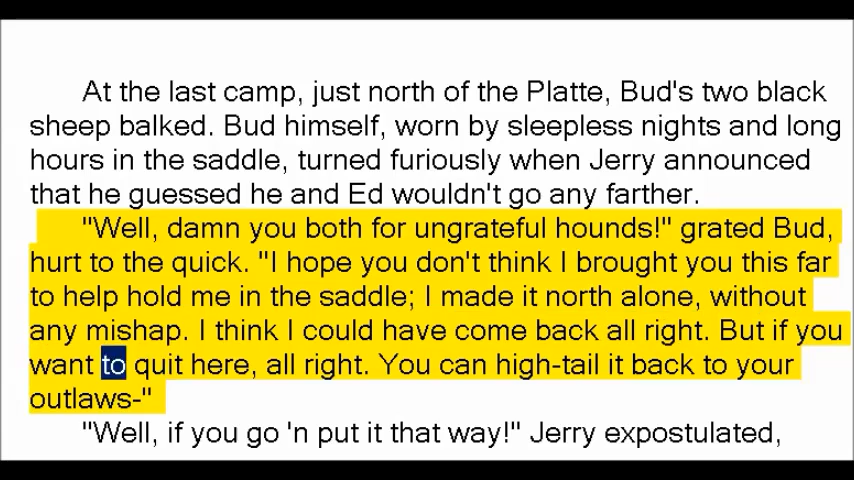 At the last camp, just north of the Platte, Bud's two black
sheep balked. Bud himself, worn by sleepless nights and long
hours in the saddle, turned furiously when Jerry announced
that he guessed he and Ed wouldn't go any farther.
"Well, damn you both for ungrateful hounds!" grated Bud,
hurt to the quick. "I hope you don't think I brought you this far
to help hold me in the saddle; I made it north alone, without
any mishap. I think I could have come back all right. But if you
want to quit here, all right. You can high-tail it back to your
outlaws-"
"Well, if you go 'n put it that way!" Jerry expostulated,